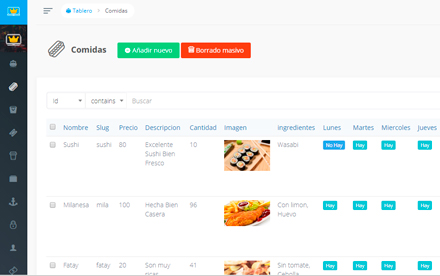 Tablero > Comidas
Comidas
Añadir nuevo
Borrado masivo
Id contains Buscar
Nombre Slug Precio Descripcion Cantidad Imagen Ingredientes Lunes Martes Miercoles Jueves
Sushi sushi 80 Excelente Sushi Bien Fresco 10 Wasabi No Hay Hay Hay Hay
Milanesa mila 100 Hecha Bien Casera 96 Con limon, Huevo Hay Hay Hay Hay
Fatay fatay 20 Son muy ricas 41 Sin tomate, Cebolla Hay Hay Hay Hay